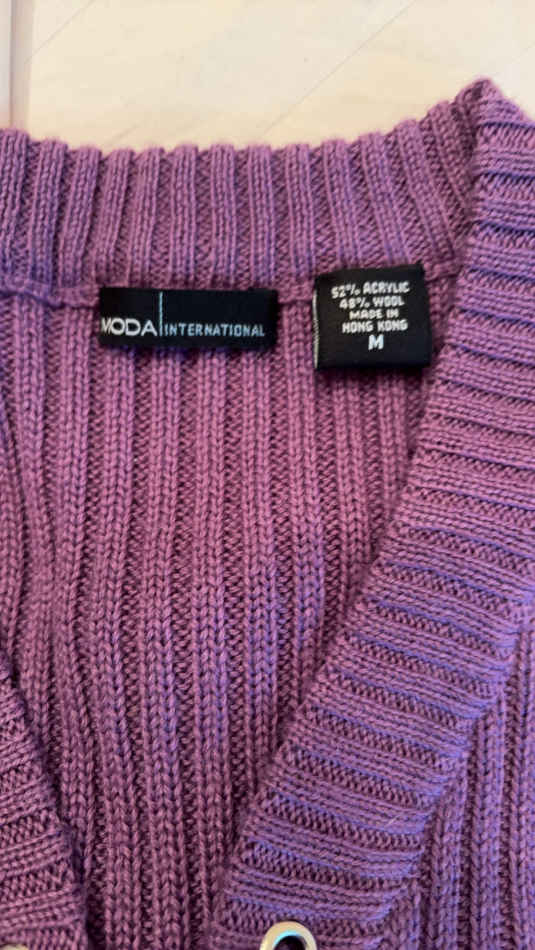 MODA INTERNATIONAL
52% ACRYLIC
48% WOOL
MADE IN
HONG KONG
M